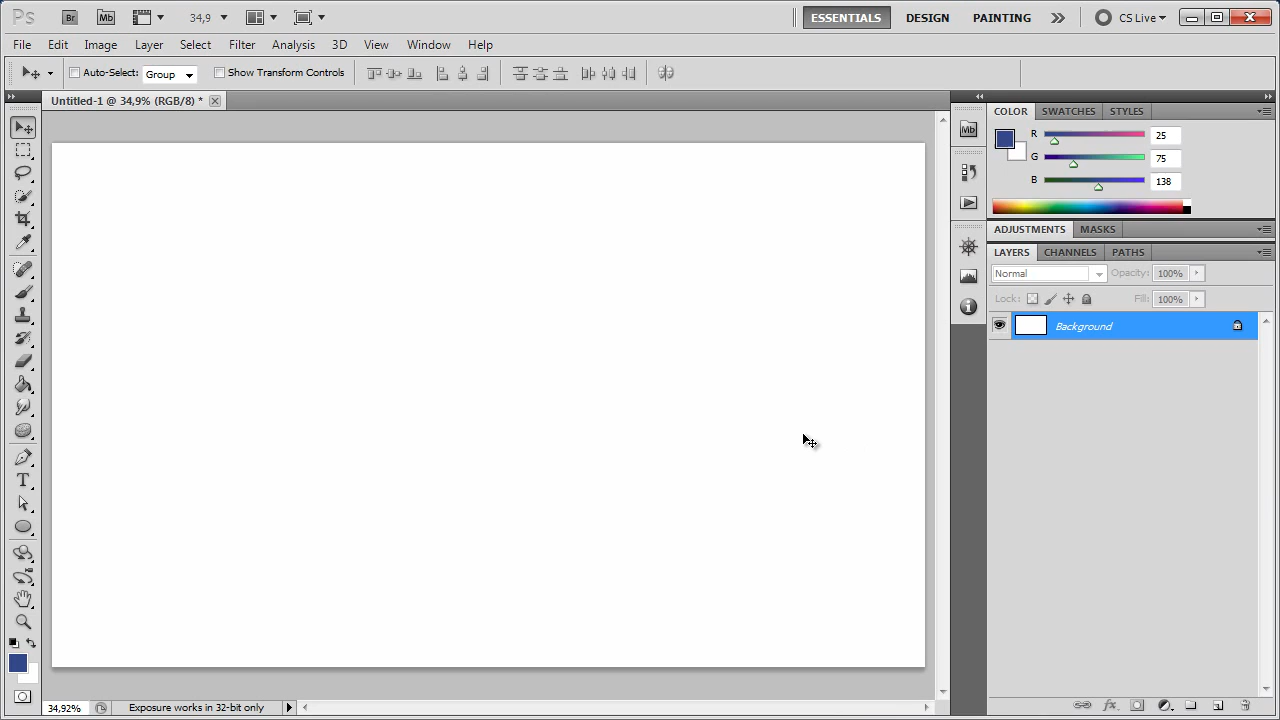 Ps Br Mb 34,9 ESSENTIALS DESIGN PAINTING CS Live
File Edit Image Layer Select Filter Analysis 3D View Window Help
Auto-Select: Group Show Transform Controls
Untitled-1 @ 34,9% (RGB/8) *
Mb
COLOR SWATCHES STYLES
R 25
G 75
B 138
ADJUSTMENTS MASKS
LAYERS CHANNELS PATHS
Normal Opacity: 100%
Lock: Fill: 100%
Background
T
34,92% Exposure works in 32-bit only
fx